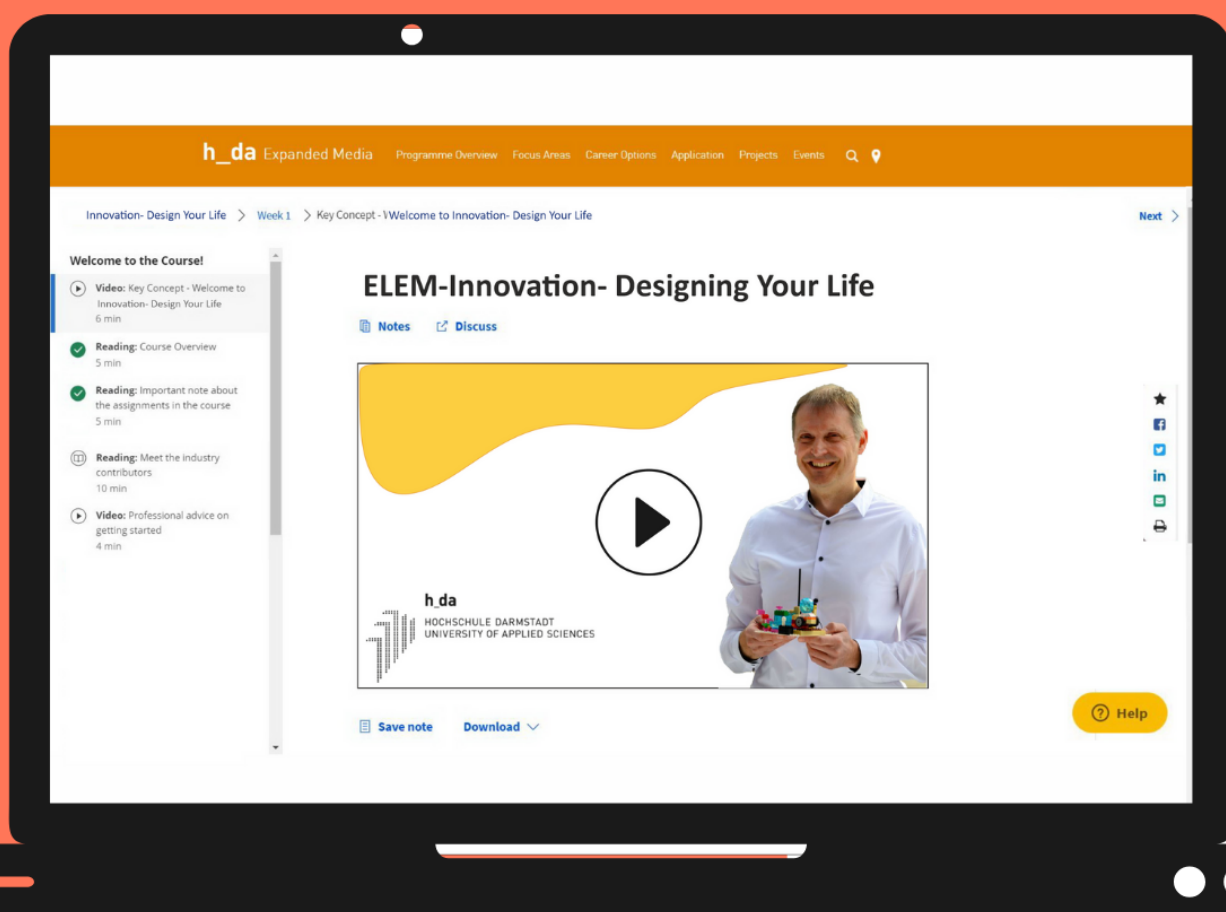 h_da Expanded Media Programme Overview Focus Areas Career Options Application Projects Events
Innovation- Design Your Life > Week 1 > Key Concept - Welcome to Innovation- Design Your Life
Next >
Welcome to the Course!
Video: Key Concept - Welcome to
Innovation- Design Your Life
6 min
Reading: Course Overview
5 min
Reading: Important note about
the assignments in the course
5 min
Reading: Meet the industry
contributors
10 min
Video: Professional advice on
getting started
4 min
ELEM-Innovation- Designing Your Life
Notes Discuss
h_da
HOCHSCHULE DARMSTADT
UNIVERSITY OF APPLIED SCIENCES
Save note Download
in
? Help